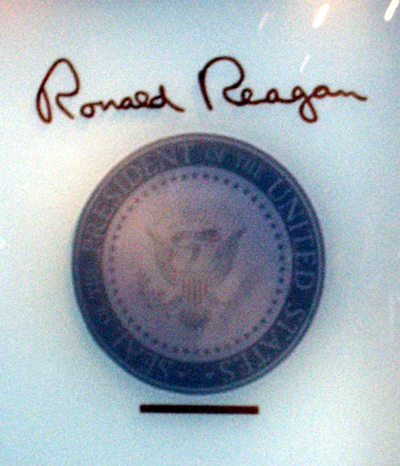 Ronald Reagan
SEAL OF THE PRESIDENT OF THE UNITED STATES